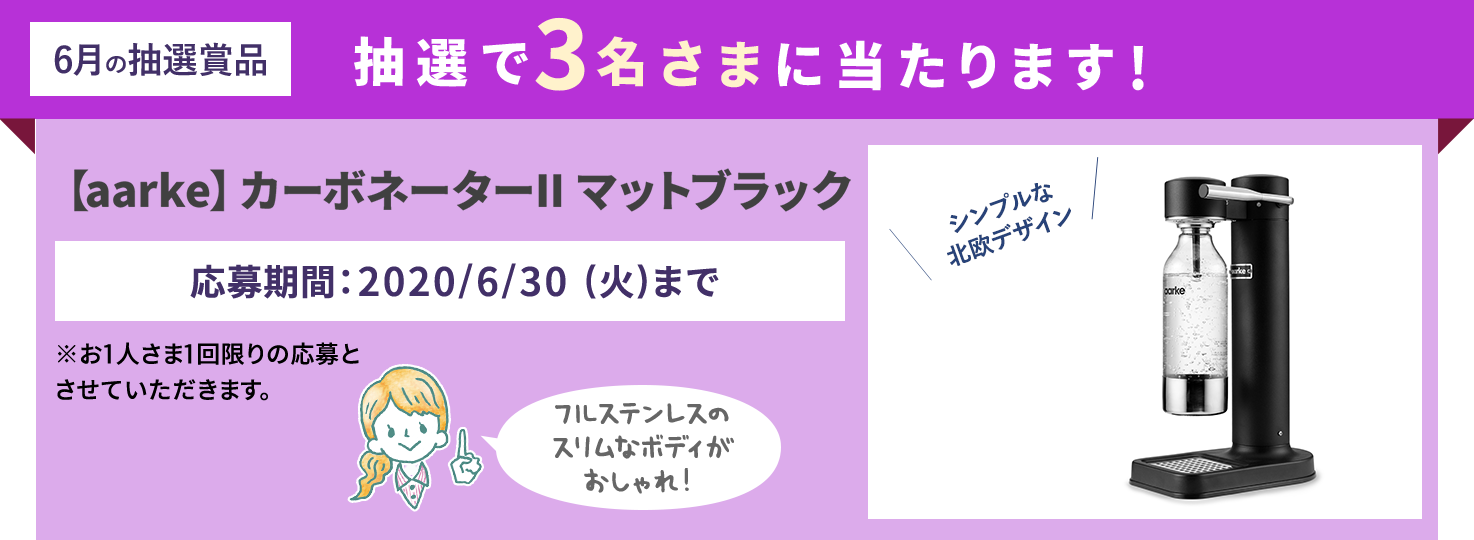 6月の抽選賞品
抽選で3名さまに当たります!
【aarke】カーボネーターII マットブラック
応募期間：2020/6/30 (火)まで
※お1人さま1回限りの応募と
させていただきます。
フルステンレスの
スリムなボディが
おしゃれ!
シンプルな
北欧デザイン
aarke
aarke